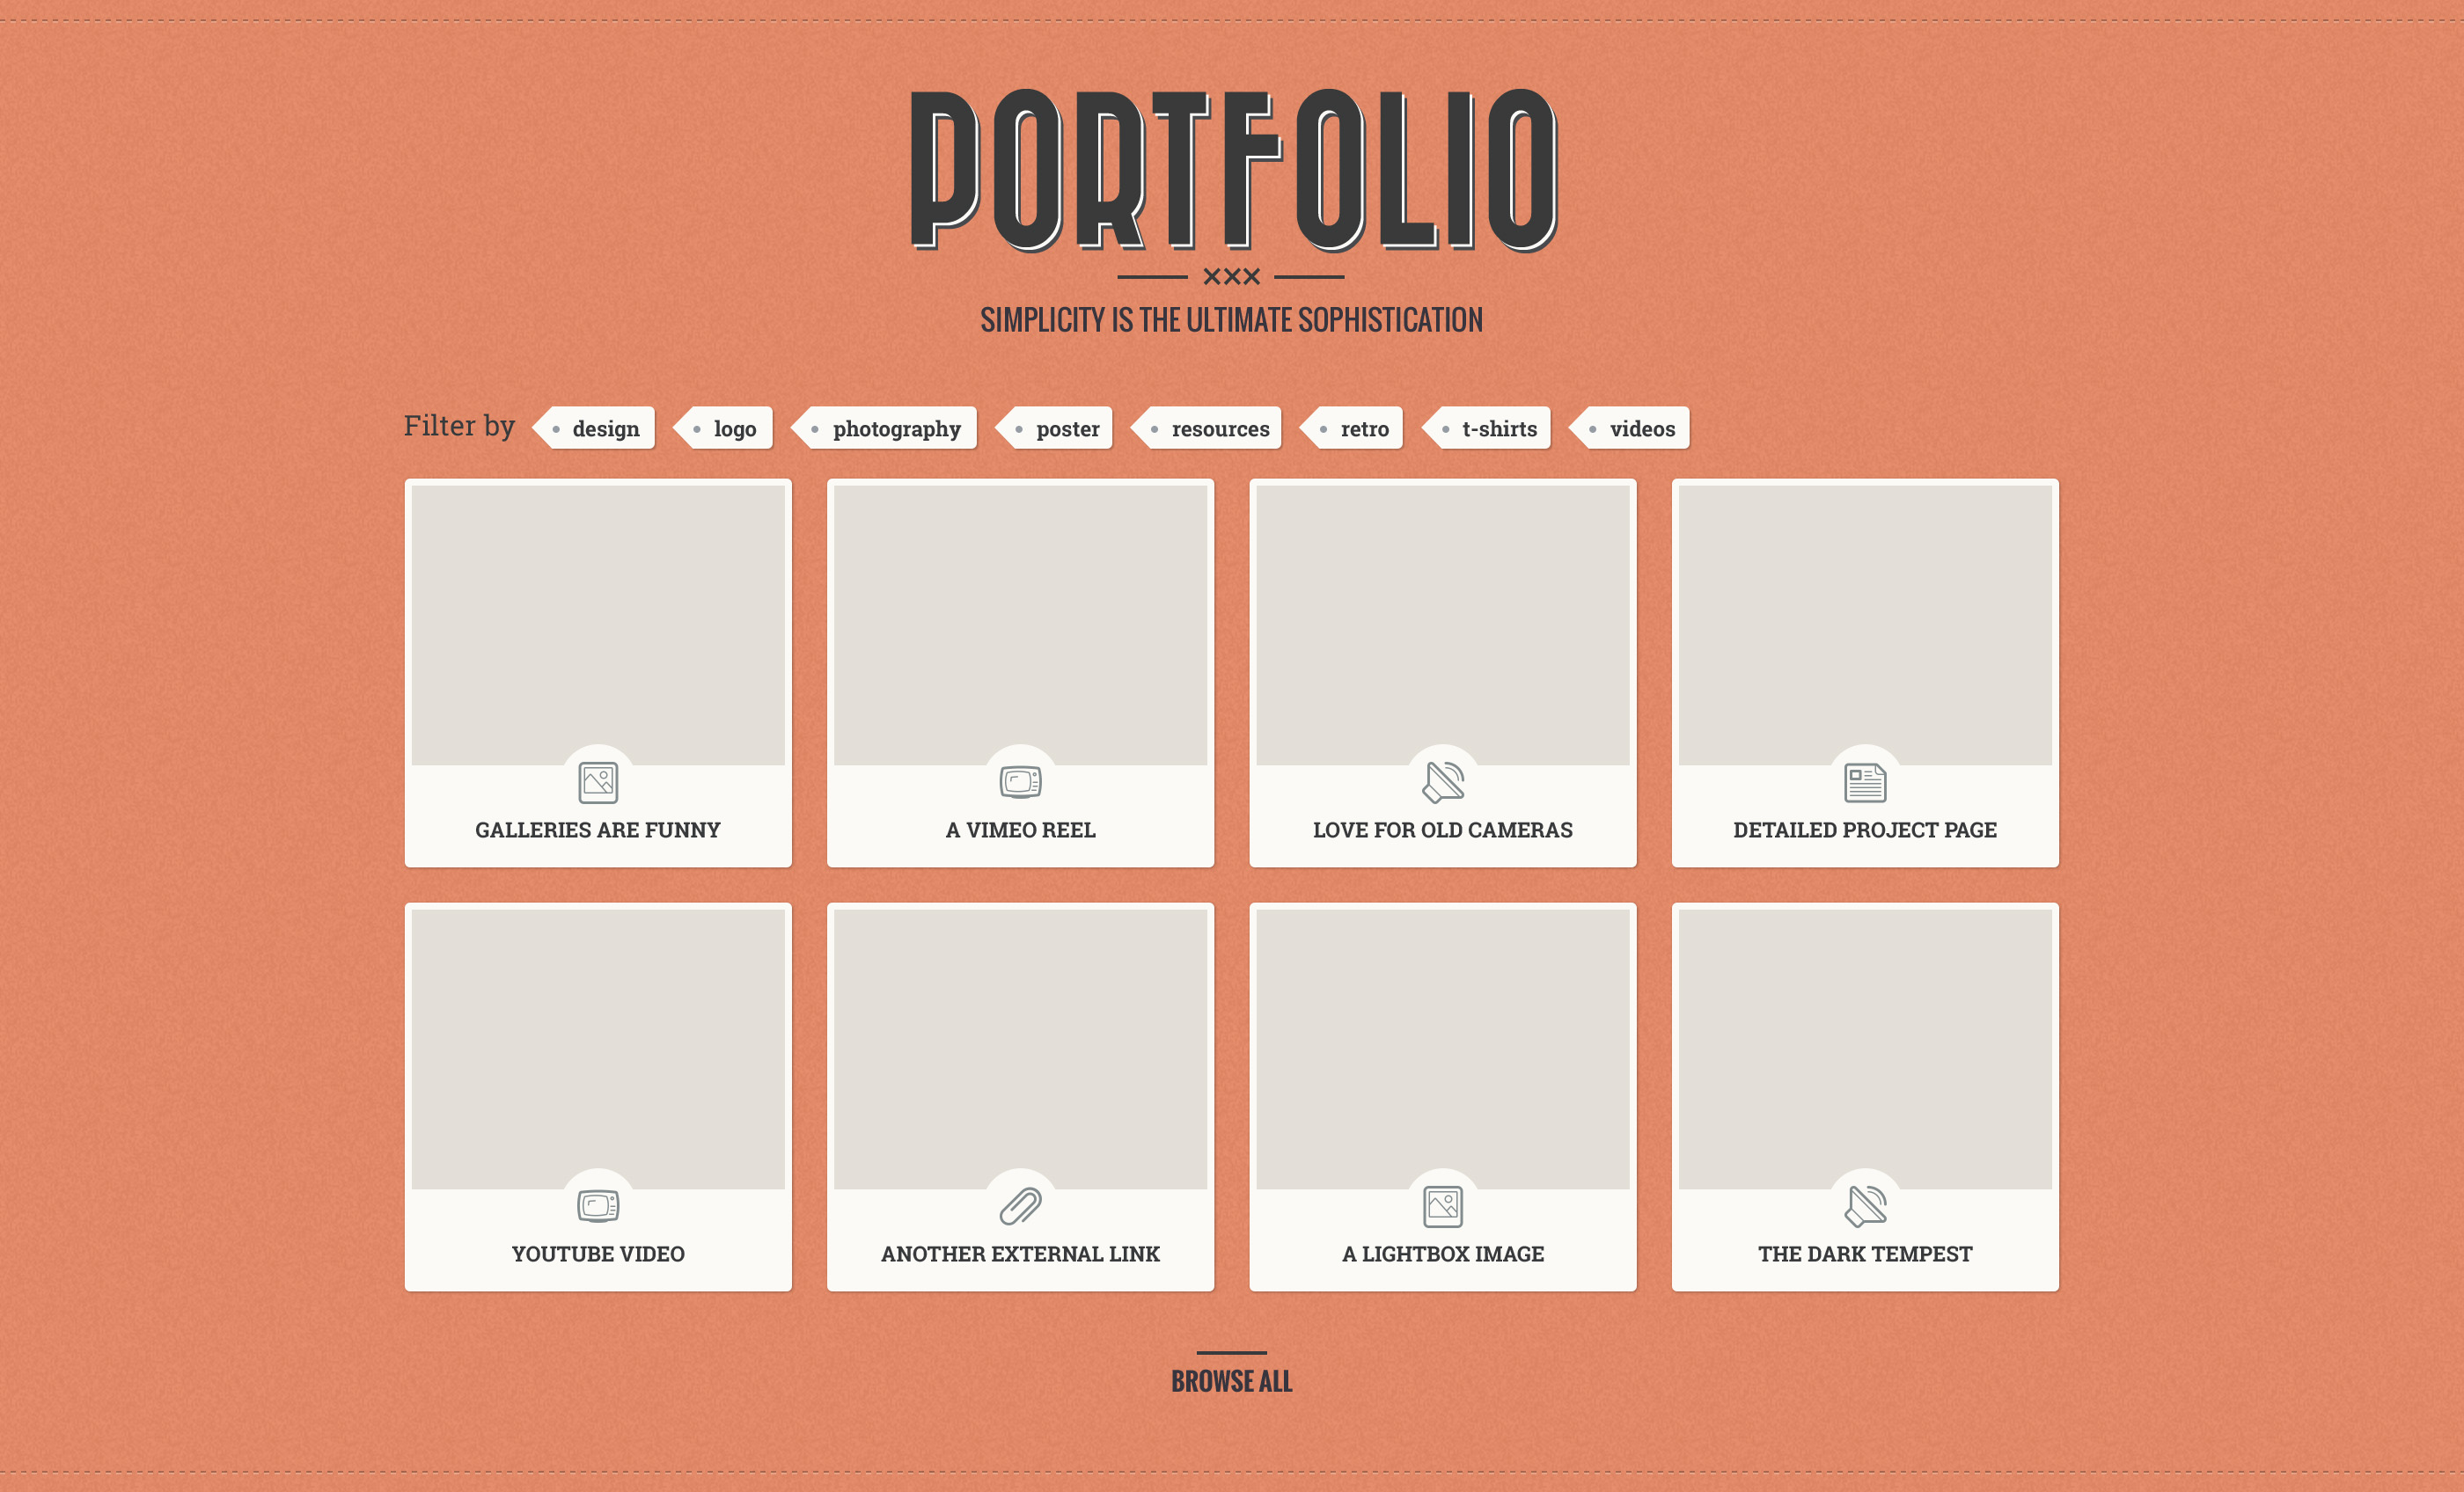 PORTFOLIO
SIMPLICITY IS THE ULTIMATE SOPHISTICATION
Filter by design logo photography poster resources retro t-shirts videos
GALLERIES ARE FUNNY
A VIMEO REEL
LOVE FOR OLD CAMERAS
DETAILED PROJECT PAGE
YOUTUBE VIDEO
ANOTHER EXTERNAL LINK
A LIGHTBOX IMAGE
THE DARK TEMPEST
BROWSE ALL